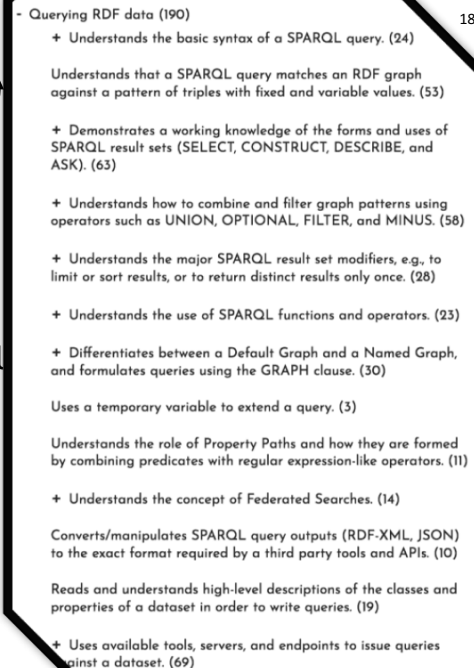 - Querying RDF data (190)
18
+ Understands the basic syntax of a SPARQL query. (24)
Understands that a SPARQL query matches an RDF graph
against a pattern of triples with fixed and variable values. (53)
+ Demonstrates a working knowledge of the forms and uses of
SPARQL result sets (SELECT, CONSTRUCT, DESCRIBE, and
ASK). (63)
+ Understands how to combine and filter graph patterns using
operators such as UNION, OPTIONAL, FILTER, and MINUS. (58)
+ Understands the major SPARQL result set modifiers, e.g., to
limit or sort results, or to return distinct results only once. (28)
+ Understands the use of SPARQL functions and operators. (23)
+ Differentiates between a Default Graph and a Named Graph,
and formulates queries using the GRAPH clause. (30)
Uses a temporary variable to extend a query. (3)
Understands the role of Property Paths and how they are formed
by combining predicates with regular expression-like operators. (11)
+ Understands the concept of Federated Searches. (14)
Converts/manipulates SPARQL query outputs (RDF-XML, JSON)
to the exact format required by a third party tools and APIs. (10)
Reads and understands high-level descriptions of the classes and
properties of a dataset in order to write queries. (19)
+ Uses available tools, servers, and endpoints to issue queries
against a dataset. (69)